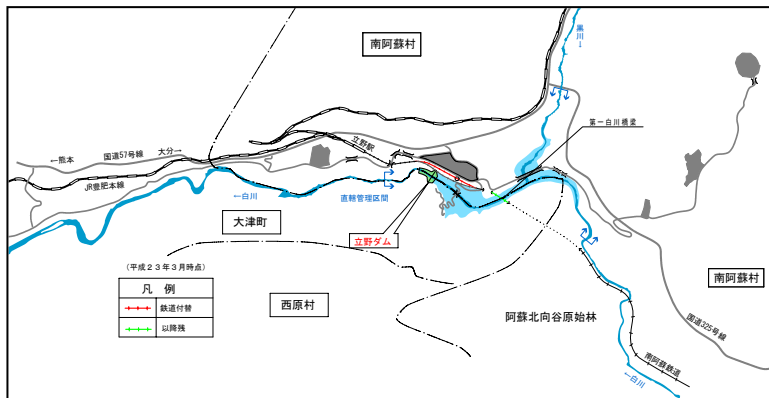 南阿蘇村
黒川→
第一白川橋梁
立野駅
←熊本
国道57号線
大分→
JR豊肥本線
←白川
直轄管理区間
大津町
立野ダム
(平成23年3月時点)
凡 例
鉄道付替
以降残
西原村
阿蘇北向谷原始林
南阿蘇村
国道325号線
南阿蘇鉄道
←白川